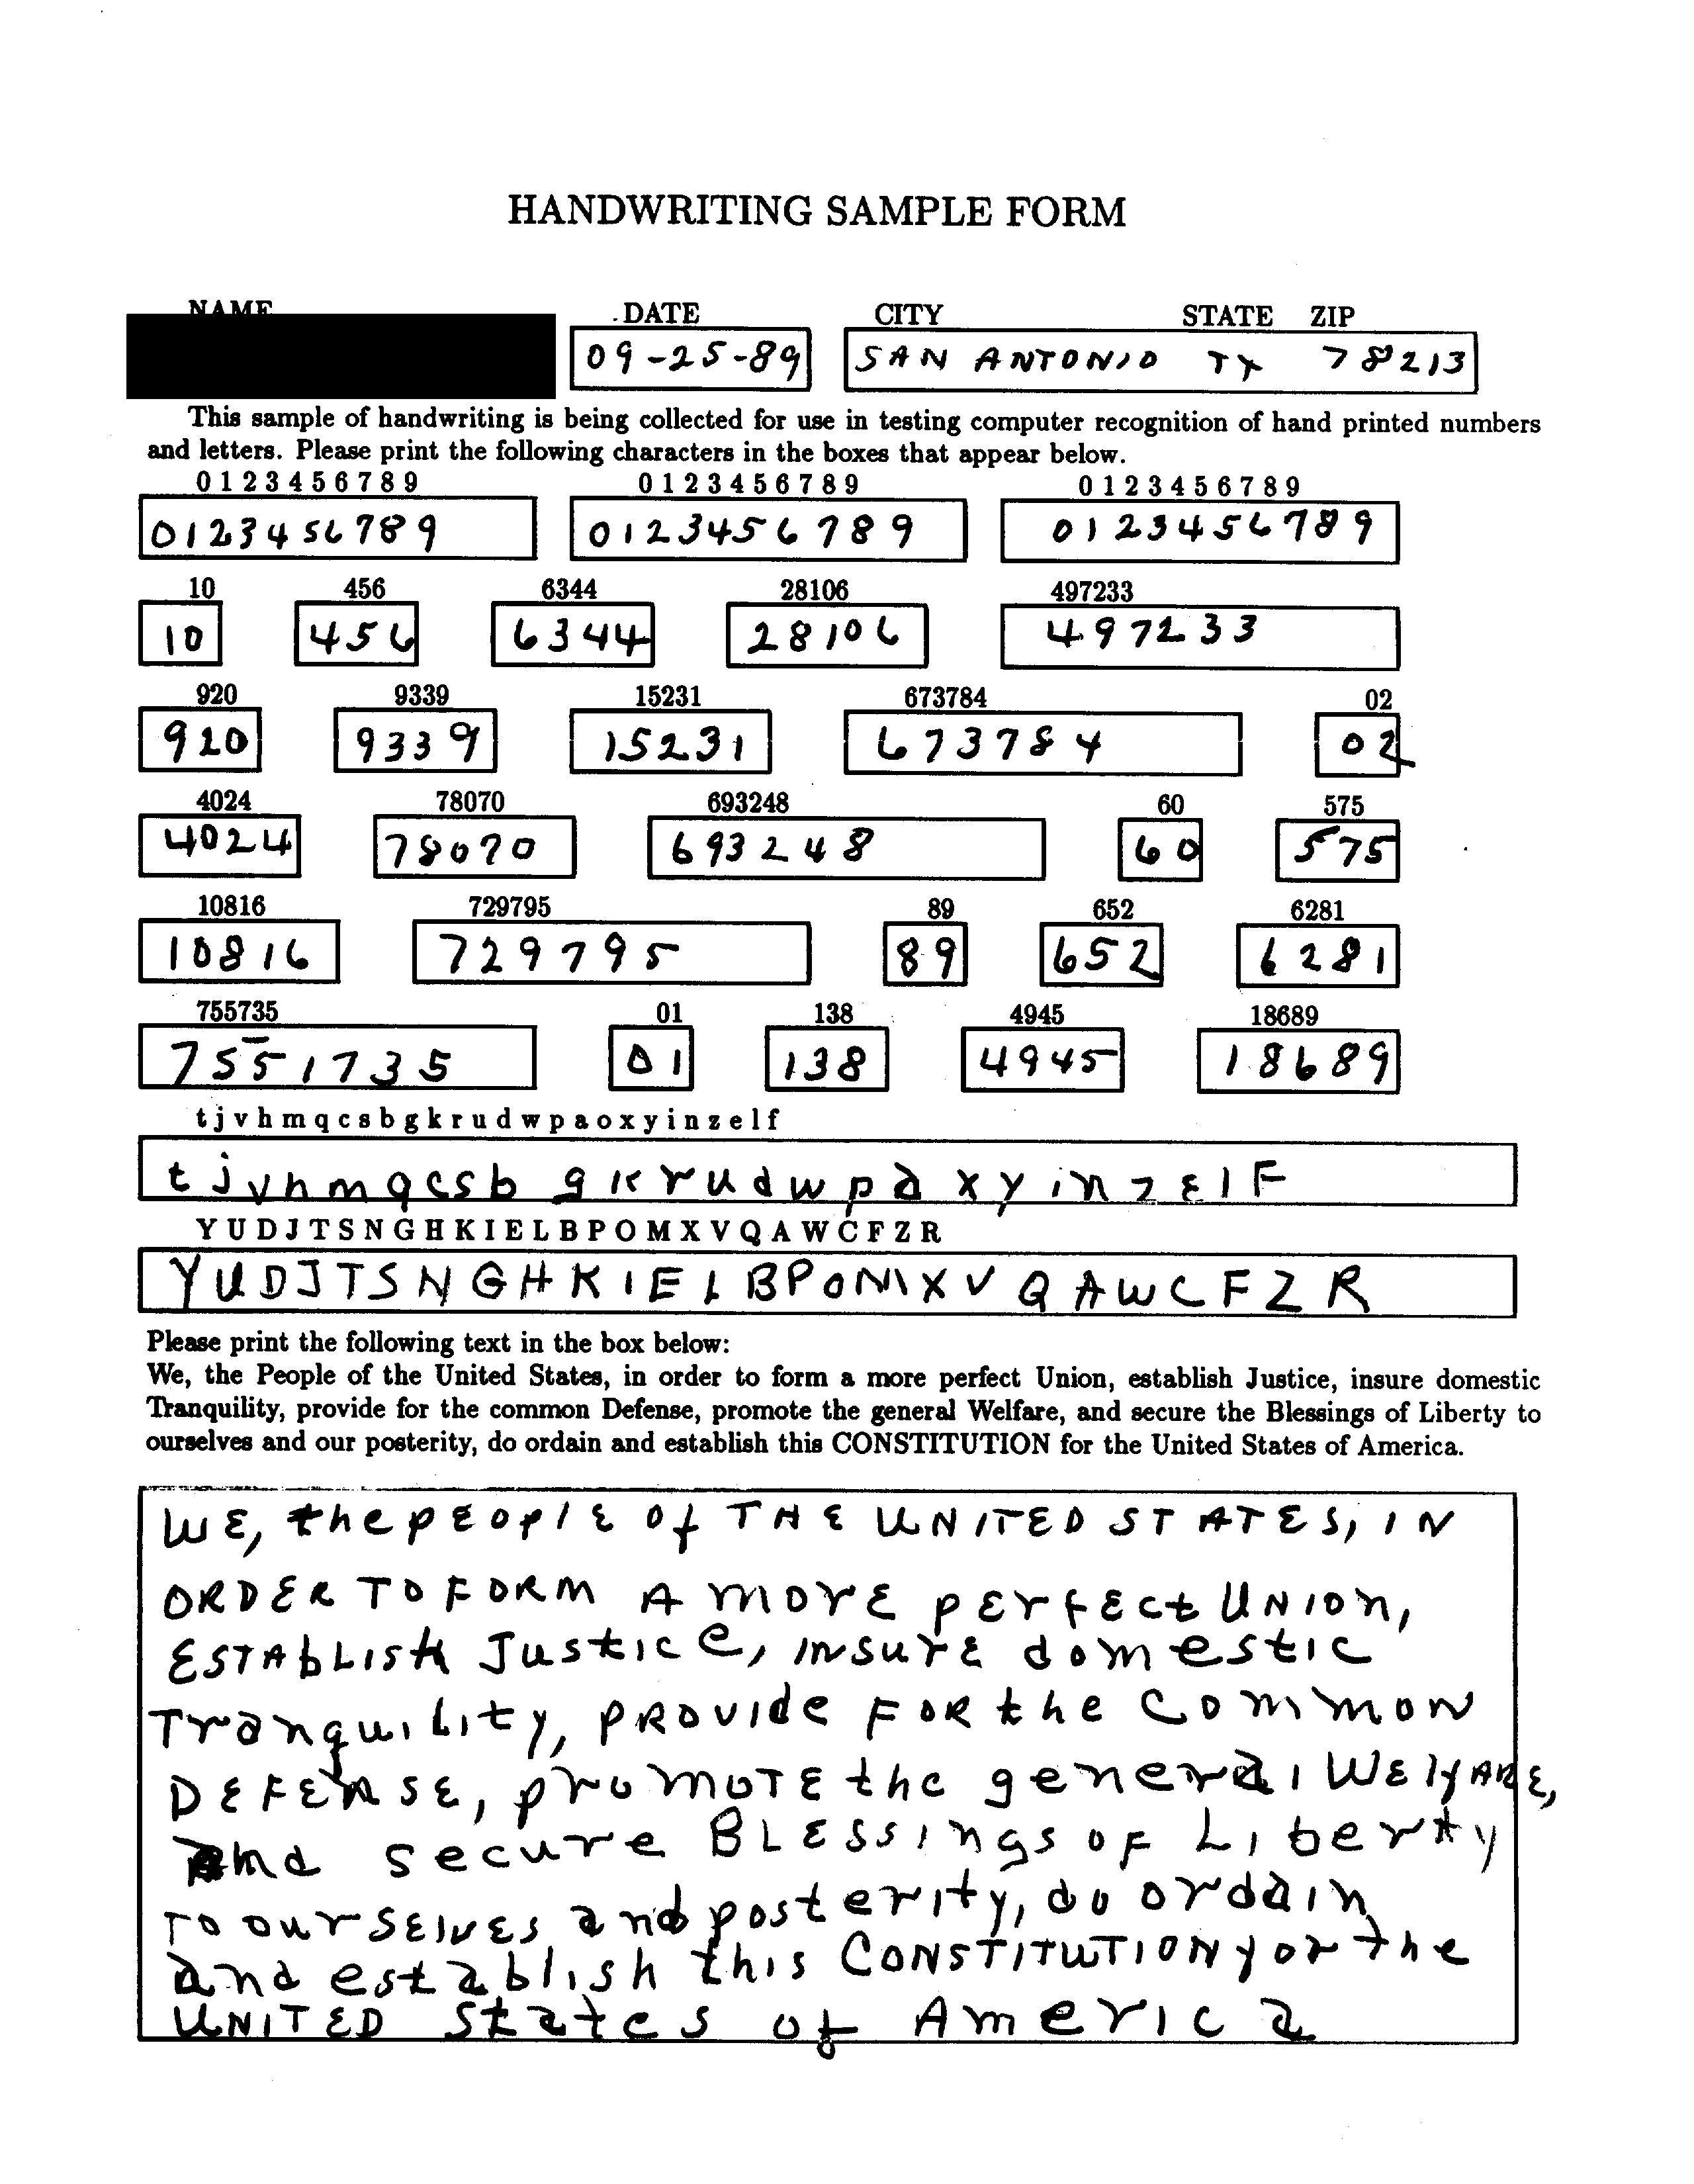 HANDWRITING SAMPLE FORM
NAME DATE CITY STATE ZIP
09-25-89 SAN ANTONIO TX 78213
This sample of handwriting is being collected for use in testing computer recognition of hand printed numbers
and letters. Please print the following characters in the boxes that appear below.
0 1 2 3 4 5 6 7 8 9 0 1 2 3 4 5 6 7 8 9 0 1 2 3 4 5 6 7 8 9
0123456789 0123456789 0123456789
10 456 6344 28106 497233
10 456 6344 28106 497233
920 9339 15231 673784 02
920 9339 15231 673784 02
4024 78070 693248 60 575
4024 78070 693248 60 575
10816 729795 89 652 6281
10816 729795 89 652 6281
755735 01 138 4945 18689
7551735 01 138 4945 18689
t j v h m q c s b g k r u d w p a o x y i n z e l f
t j v h m q c s b g k r u d w p a x y i n z E l F
Y U D J T S N G H K I E L B P O M X V Q A W C F Z R
Y U D J T S N G H K I E L B P O M X V Q A W C F Z R
Please print the following text in the box below:
We, the People of the United States, in order to form a more perfect Union, establish Justice, insure domestic
Tranquility, provide for the common Defense, promote the general Welfare, and secure the Blessings of Liberty to
ourselves and our posterity, do ordain and establish this CONSTITUTION for the United States of America.
WE, the pEoplE of THE UNITED STATES, IN
ORDER TO FORM A MORE pErfEct UNION,
ESTAbLISH JustICe, INSurE domestIC
TranquiLity, PROVIde FOR the Common
DEFENSE, promOTE the general WElfARE,
and secure BLESSINgs OF Liberty
TO OurSElvES and posterity, do ordain
and establish this CONSTITUTION for the
UNITED States of America